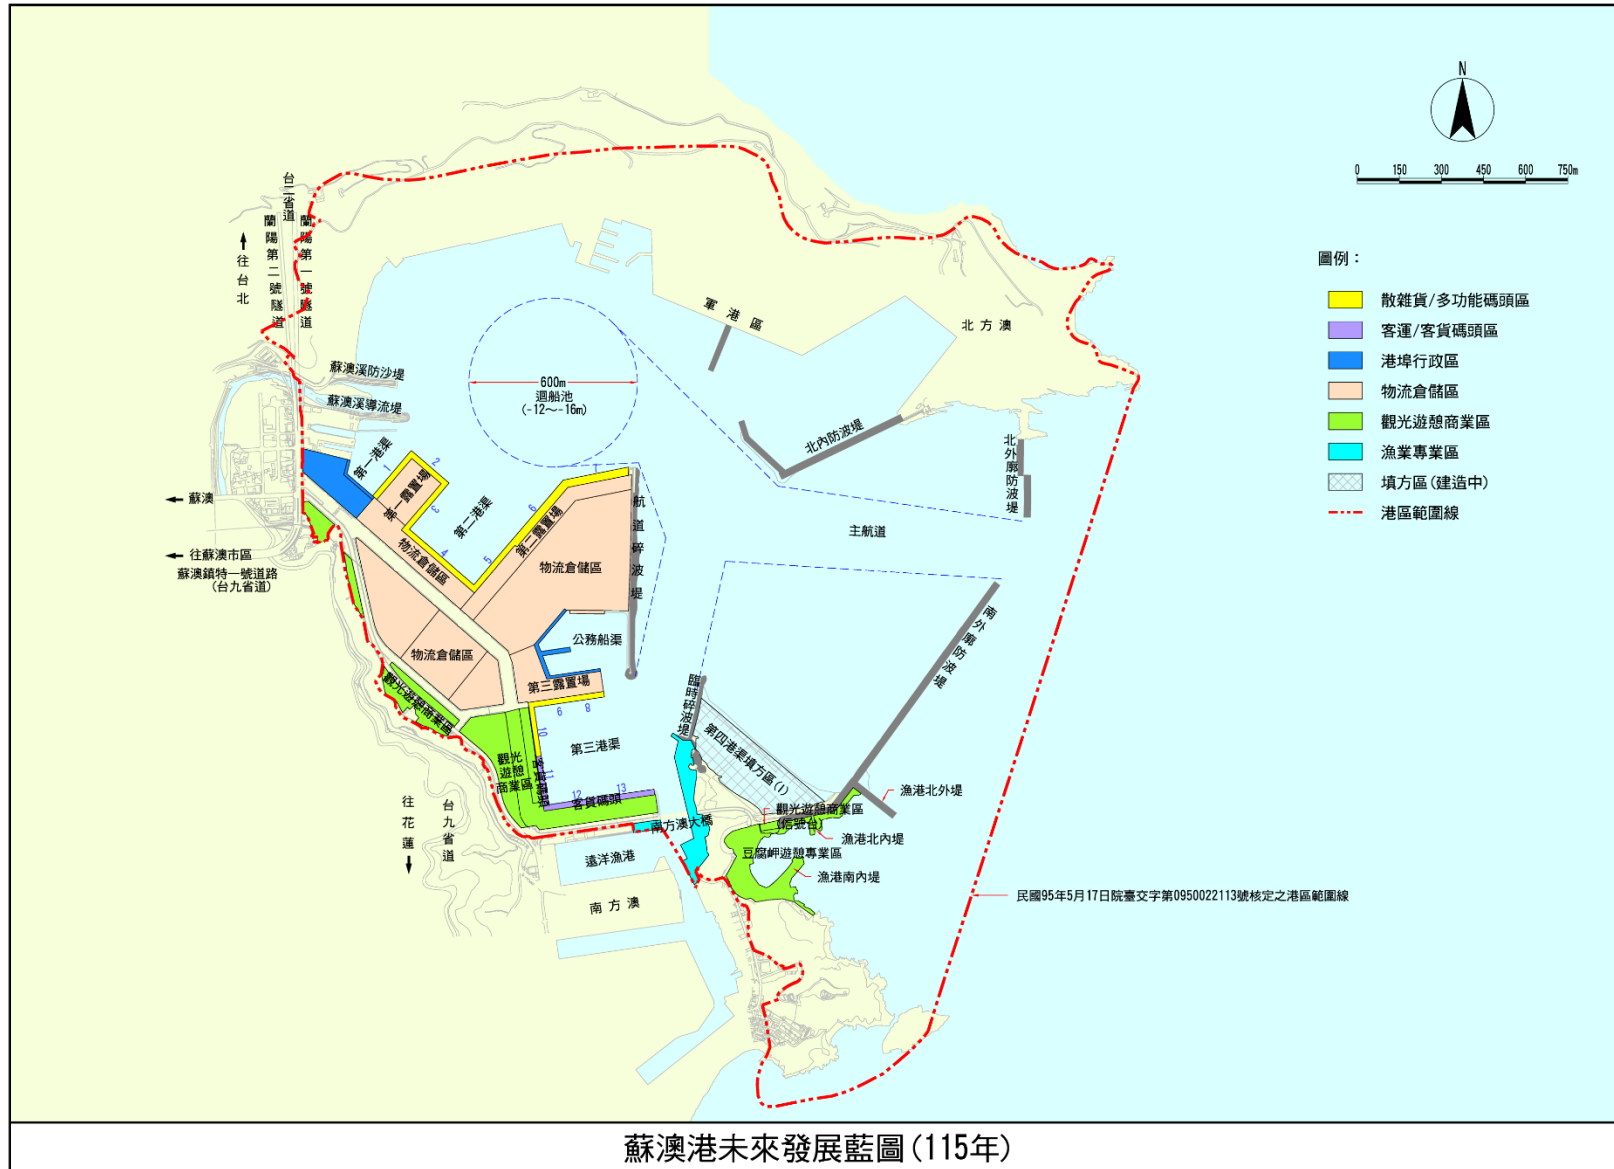 N
0 150 300 450 600 750m
圖例：
散雜貨/多功能碼頭區
客運/客貨碼頭區
港埠行政區
物流倉儲區
觀光遊憩商業區
漁業專業區
填方區(建造中)
港區範圍線
台二省道
蘭陽第二號隧道
蘭陽第一號隧道
往台北
蘇澳溪防沙堤
蘇澳溪導流堤
600m
迴船池
(-12～-16m)
軍港區
北方澳
北內防波堤
北外廓防波堤
主航道
第一港渠
1
2
第一露置場
3
第二港渠
4
5
6
7
第二露置場
物流倉儲區
物流倉儲區
航道碎波堤
蘇澳
往蘇澳市區
蘇澳鎮特一號道路
(台九省道)
公務船渠
物流倉儲區
第三露置場
觀光遊憩商業區
6
8
10
第三港渠
11
12
13
觀光
遊憩
商業區
客貨碼頭
臨時碎波堤
第四港渠填方區(I)
南外廓防波堤
漁港北外堤
觀光遊憩商業區
(信號台)
漁港北內堤
豆腐岬遊憩專業區
漁港南內堤
南方澳大橋
遠洋漁港
南方澳
往花蓮
台九省道
民國95年5月17日院臺交字第0950022113號核定之港區範圍線
蘇澳港未來發展藍圖(115年)